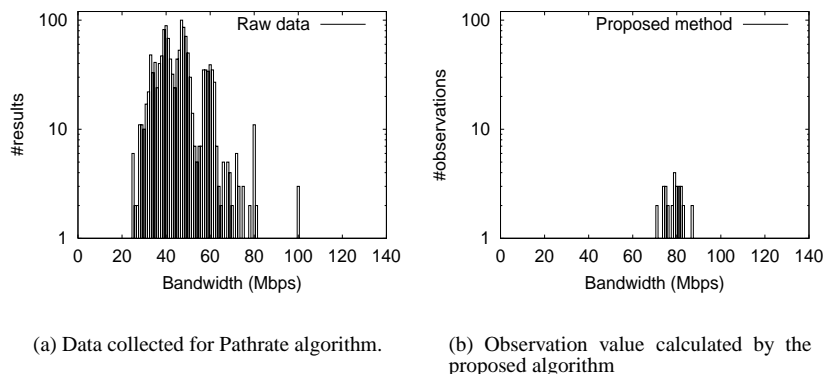 100
10
1
#results
Raw data
0 20 40 60 80 100 120 140
Bandwidth (Mbps)
(a) Data collected for Pathrate algorithm.
100
10
1
#observations
Proposed method
0 20 40 60 80 100 120 140
Bandwidth (Mbps)
(b) Observation value calculated by the
proposed algorithm